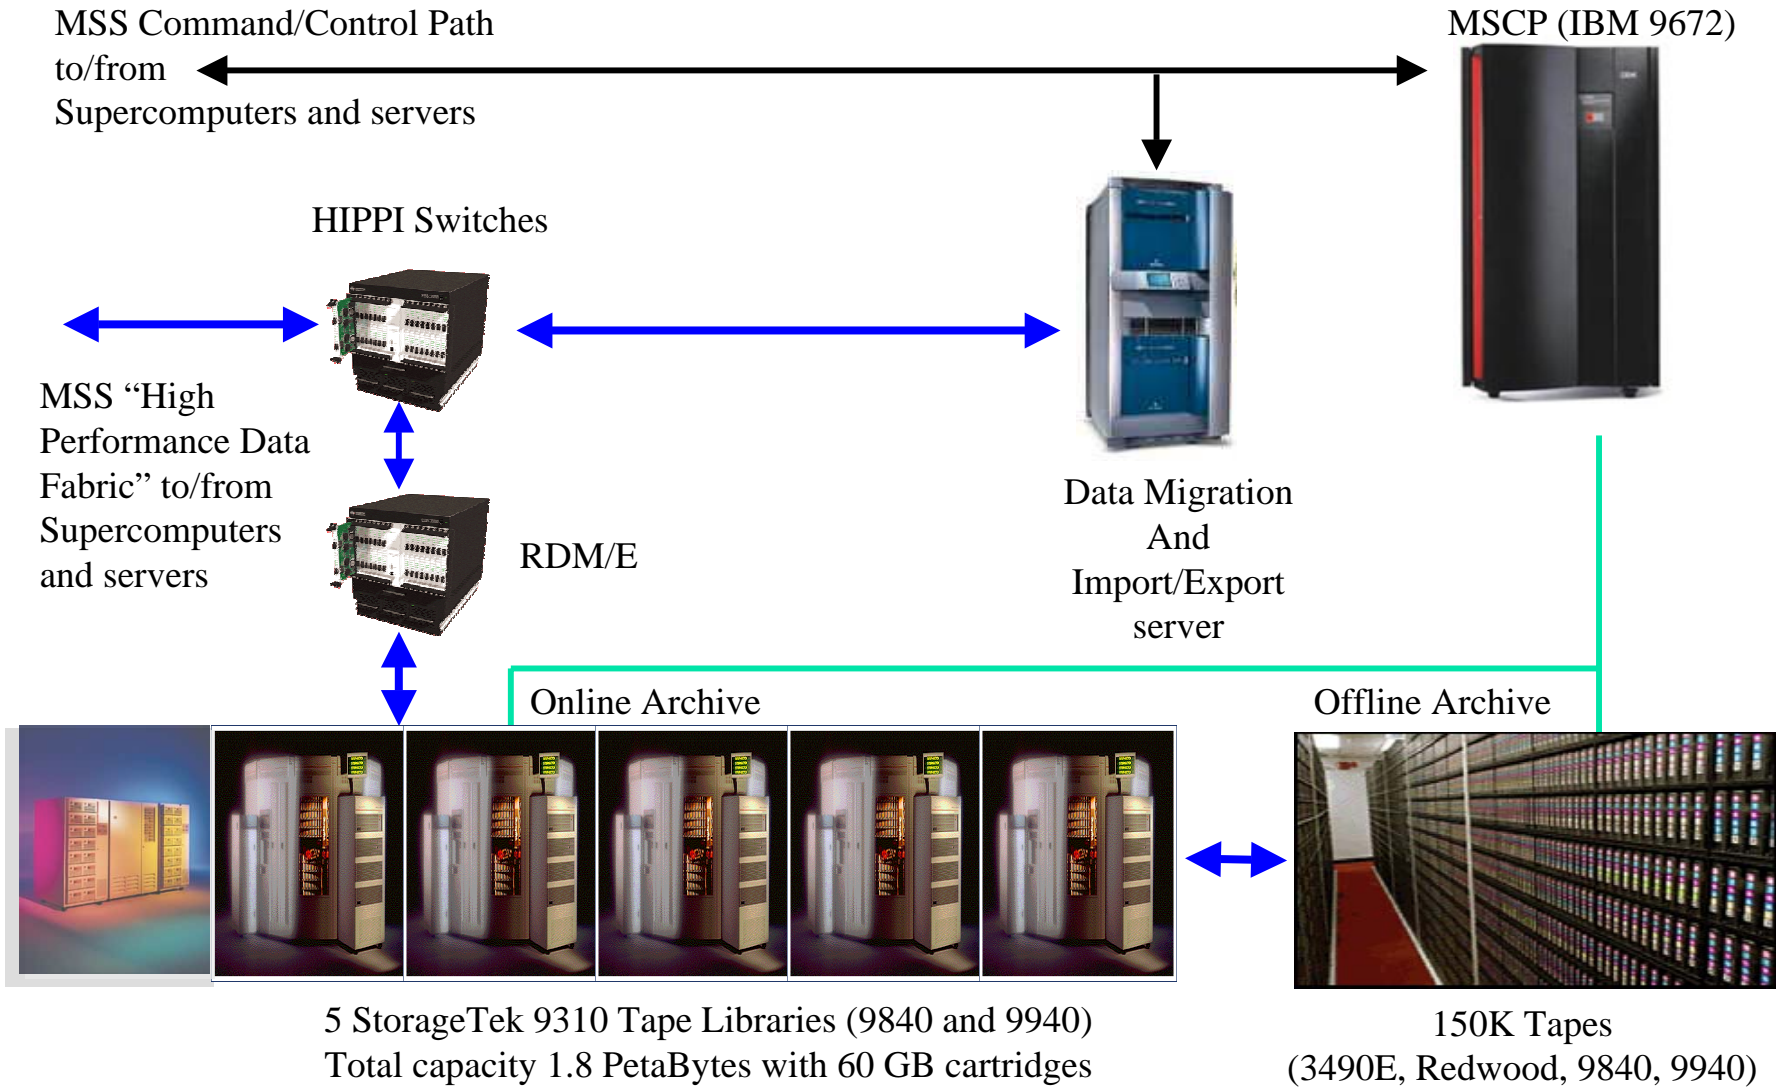 MSS Command/Control Path
to/from
Supercomputers and servers
MSCP (IBM 9672)
IBM
HIPPI Switches
MSS “High
Performance Data
Fabric” to/from
Supercomputers
and servers
RDM/E
Data Migration
And
Import/Export
server
Online Archive
Offline Archive
5 StorageTek 9310 Tape Libraries (9840 and 9940)
Total capacity 1.8 PetaBytes with 60 GB cartridges
150K Tapes
(3490E, Redwood, 9840, 9940)